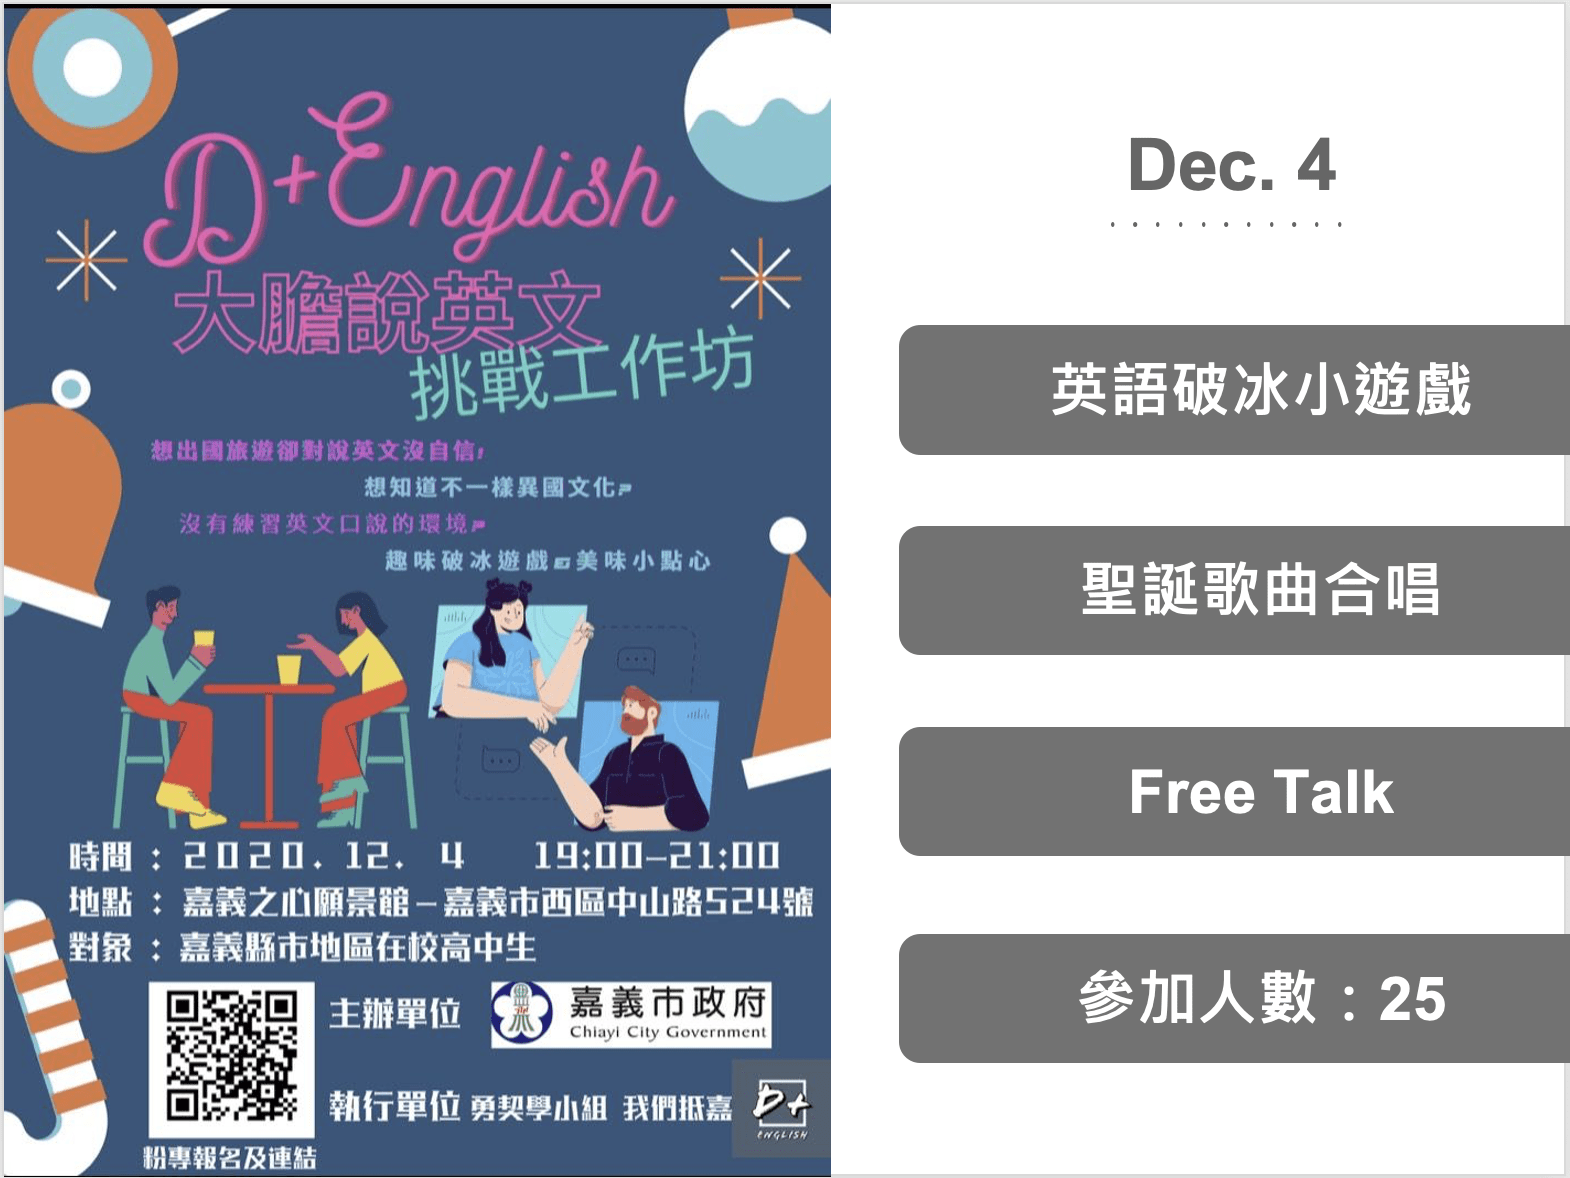 D+English
大膽說英文
挑戰工作坊
想出國旅遊卻對說英文沒自信!
想知道不一樣異國文化
沒有練習英文口說的環境
趣味破冰遊戲 美味小點心
時間：2020. 12. 4 19:00-21:00
地點：嘉義之心願景館-嘉義市西區中山路524號
對象：嘉義縣市地區在校高中生
主辦單位
嘉義市政府
Chiayi City Government
執行單位 勇契學小組 我們抵嘉
D+
ENGLISH
粉專報名及連結
Dec. 4
英語破冰小遊戲
聖誕歌曲合唱
Free Talk
參加人數：25